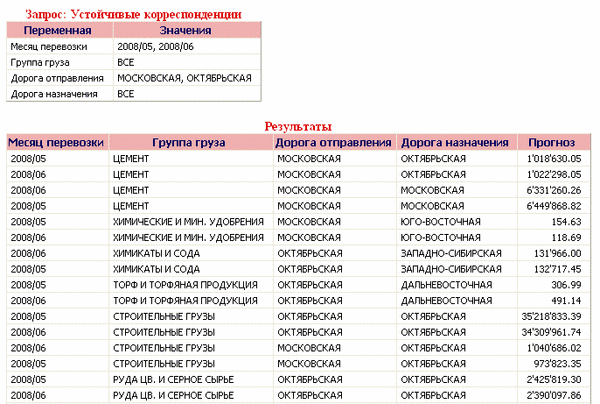 Запрос: Устойчивые корреспонденции
Переменная Значения
Месяц перевозки 2008/05, 2008/06
Группа груза ВСЕ
Дорога отправления МОСКОВСКАЯ, ОКТЯБРЬСКАЯ
Дорога назначения ВСЕ
Результаты
Месяц перевозки Группа груза Дорога отправления Дорога назначения Прогноз
2008/05 ЦЕМЕНТ МОСКОВСКАЯ ОКТЯБРЬСКАЯ 1'018'630.05
2008/06 ЦЕМЕНТ МОСКОВСКАЯ ОКТЯБРЬСКАЯ 1'022'298.05
2008/06 ЦЕМЕНТ МОСКОВСКАЯ МОСКОВСКАЯ 6'331'260.26
2008/05 ЦЕМЕНТ МОСКОВСКАЯ МОСКОВСКАЯ 6'449'868.82
2008/05 ХИМИЧЕСКИЕ И МИН. УДОБРЕНИЯ МОСКОВСКАЯ ЮГО-ВОСТОЧНАЯ 154.63
2008/06 ХИМИЧЕСКИЕ И МИН. УДОБРЕНИЯ МОСКОВСКАЯ ЮГО-ВОСТОЧНАЯ 118.69
2008/06 ХИМИКАТЫ И СОДА ОКТЯБРЬСКАЯ ЗАПАДНО-СИБИРСКАЯ 131'966.00
2008/05 ХИМИКАТЫ И СОДА ОКТЯБРЬСКАЯ ЗАПАДНО-СИБИРСКАЯ 132'717.45
2008/05 ТОРФ И ТОРФЯНАЯ ПРОДУКЦИЯ ОКТЯБРЬСКАЯ ДАЛЬНЕВОСТОЧНАЯ 306.99
2008/06 ТОРФ И ТОРФЯНАЯ ПРОДУКЦИЯ ОКТЯБРЬСКАЯ ДАЛЬНЕВОСТОЧНАЯ 491.14
2008/05 СТРОИТЕЛЬНЫЕ ГРУЗЫ ОКТЯБРЬСКАЯ ОКТЯБРЬСКАЯ 35'218'833.39
2008/06 СТРОИТЕЛЬНЫЕ ГРУЗЫ ОКТЯБРЬСКАЯ ОКТЯБРЬСКАЯ 34'309'961.74
2008/06 СТРОИТЕЛЬНЫЕ ГРУЗЫ МОСКОВСКАЯ ОКТЯБРЬСКАЯ 1'040'686.02
2008/05 СТРОИТЕЛЬНЫЕ ГРУЗЫ МОСКОВСКАЯ ОКТЯБРЬСКАЯ 973'823.35
2008/05 РУДА ЦВ. И СЕРНОЕ СЫРЬЕ ОКТЯБРЬСКАЯ ОКТЯБРЬСКАЯ 2'425'819.30
2008/06 РУДА ЦВ. И СЕРНОЕ СЫРЬЕ ОКТЯБРЬСКАЯ ОКТЯБРЬСКАЯ 2'390'097.86